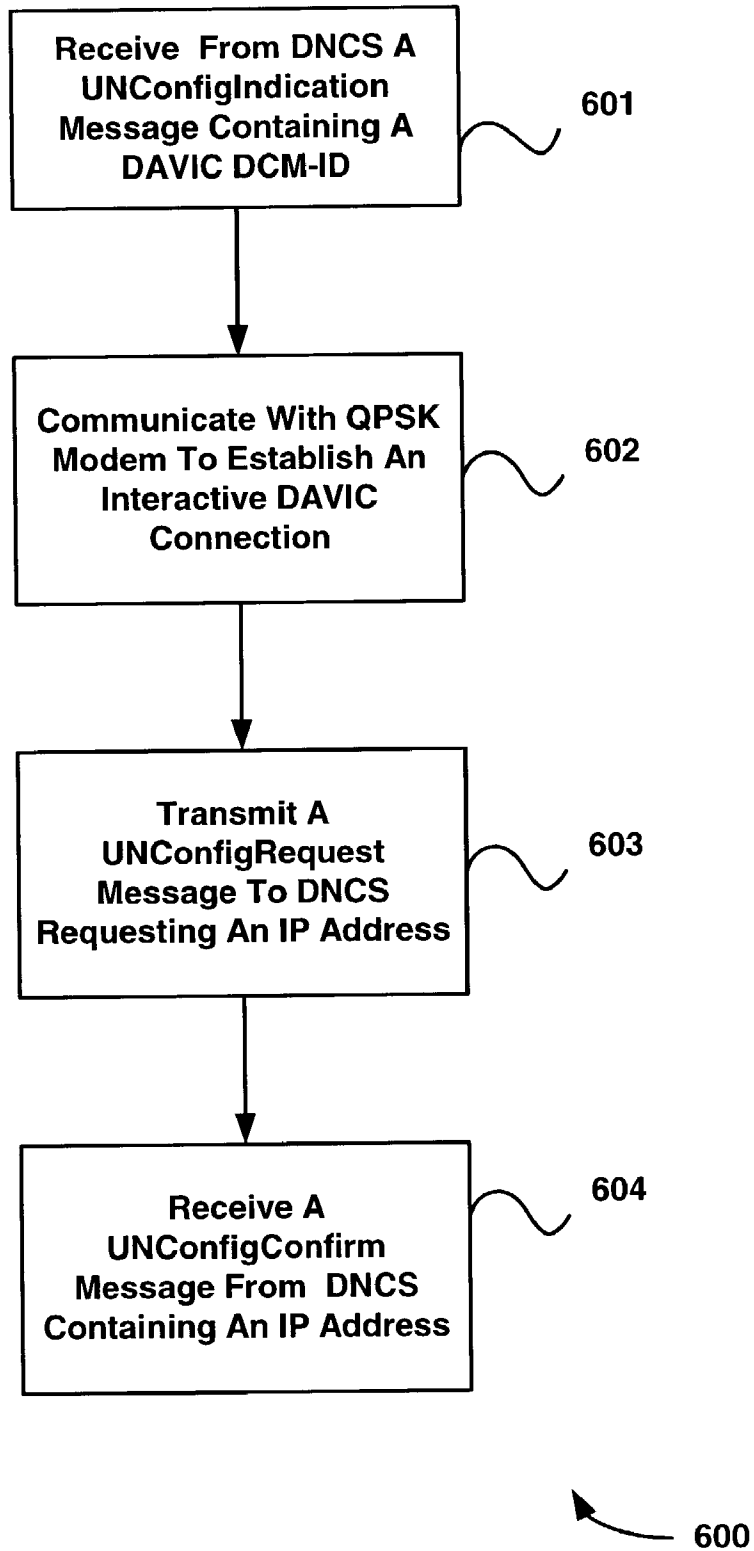 Receive From DNCS A
UNConfigIndication
Message Containing A
DAVIC DCM-ID
601
Communicate With QPSK
Modem To Establish An
Interactive DAVIC
Connection
602
Transmit A
UNConfigRequest
Message To DNCS
Requesting An IP Address
603
Receive A
UNConfigConfirm
Message From DNCS
Containing An IP Address
604
600